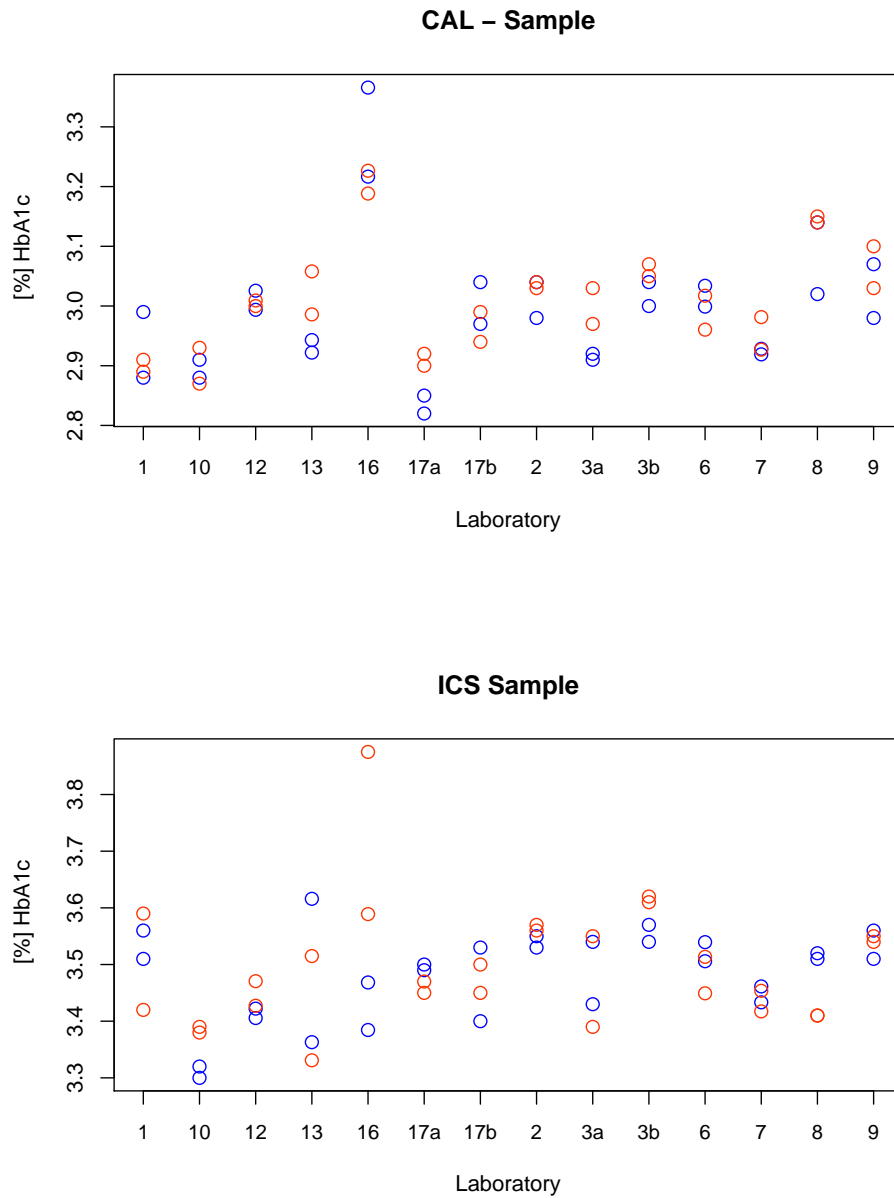 CAL – Sample
[%] HbA1c
3.3
3.2
3.1
3.0
2.9
2.8
1 10 12 13 16 17a 17b 2 3a 3b 6 7 8 9
Laboratory
ICS Sample
[%] HbA1c
3.8
3.7
3.6
3.5
3.4
3.3
1 10 12 13 16 17a 17b 2 3a 3b 6 7 8 9
Laboratory